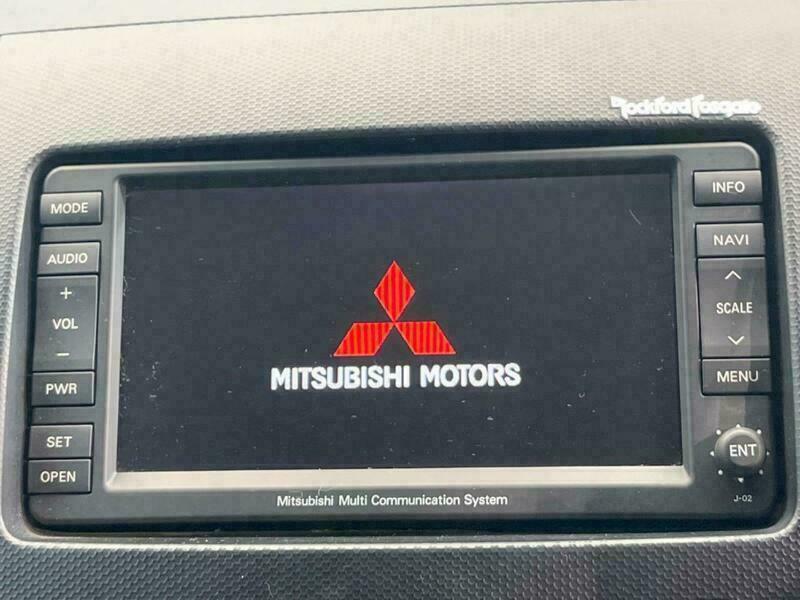 Rockford Fosgate
MODE
AUDIO
+
VOL
−
PWR
SET
OPEN
MITSUBISHI MOTORS
Mitsubishi Multi Communication System
INFO
NAVI
SCALE
MENU
ENT
J-02